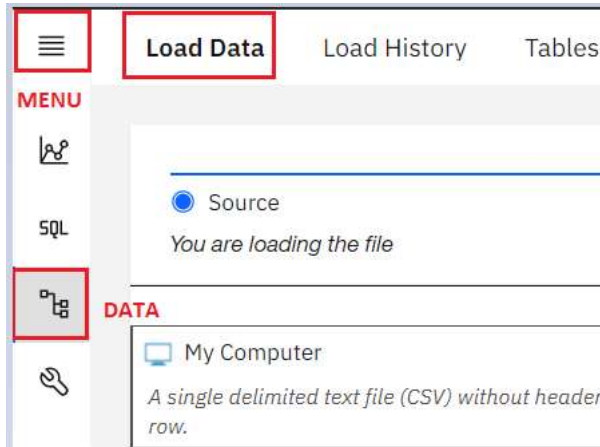 Load Data Load History Tables
MENU
Source
SQL
You are loading the file
DATA
My Computer
A single delimited text file (CSV) without header
row.